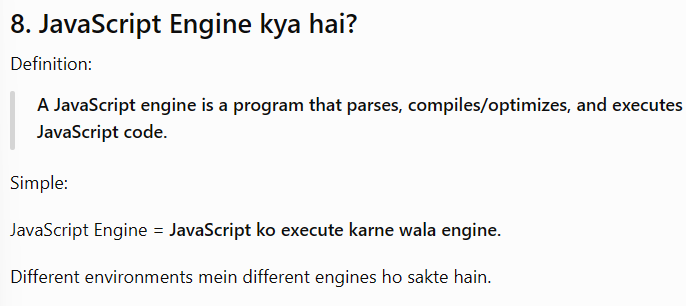 8. JavaScript Engine kya hai?
Definition:
A JavaScript engine is a program that parses, compiles/optimizes, and executes
JavaScript code.
Simple:
JavaScript Engine = JavaScript ko execute karne wala engine.
Different environments mein different engines ho sakte hain.